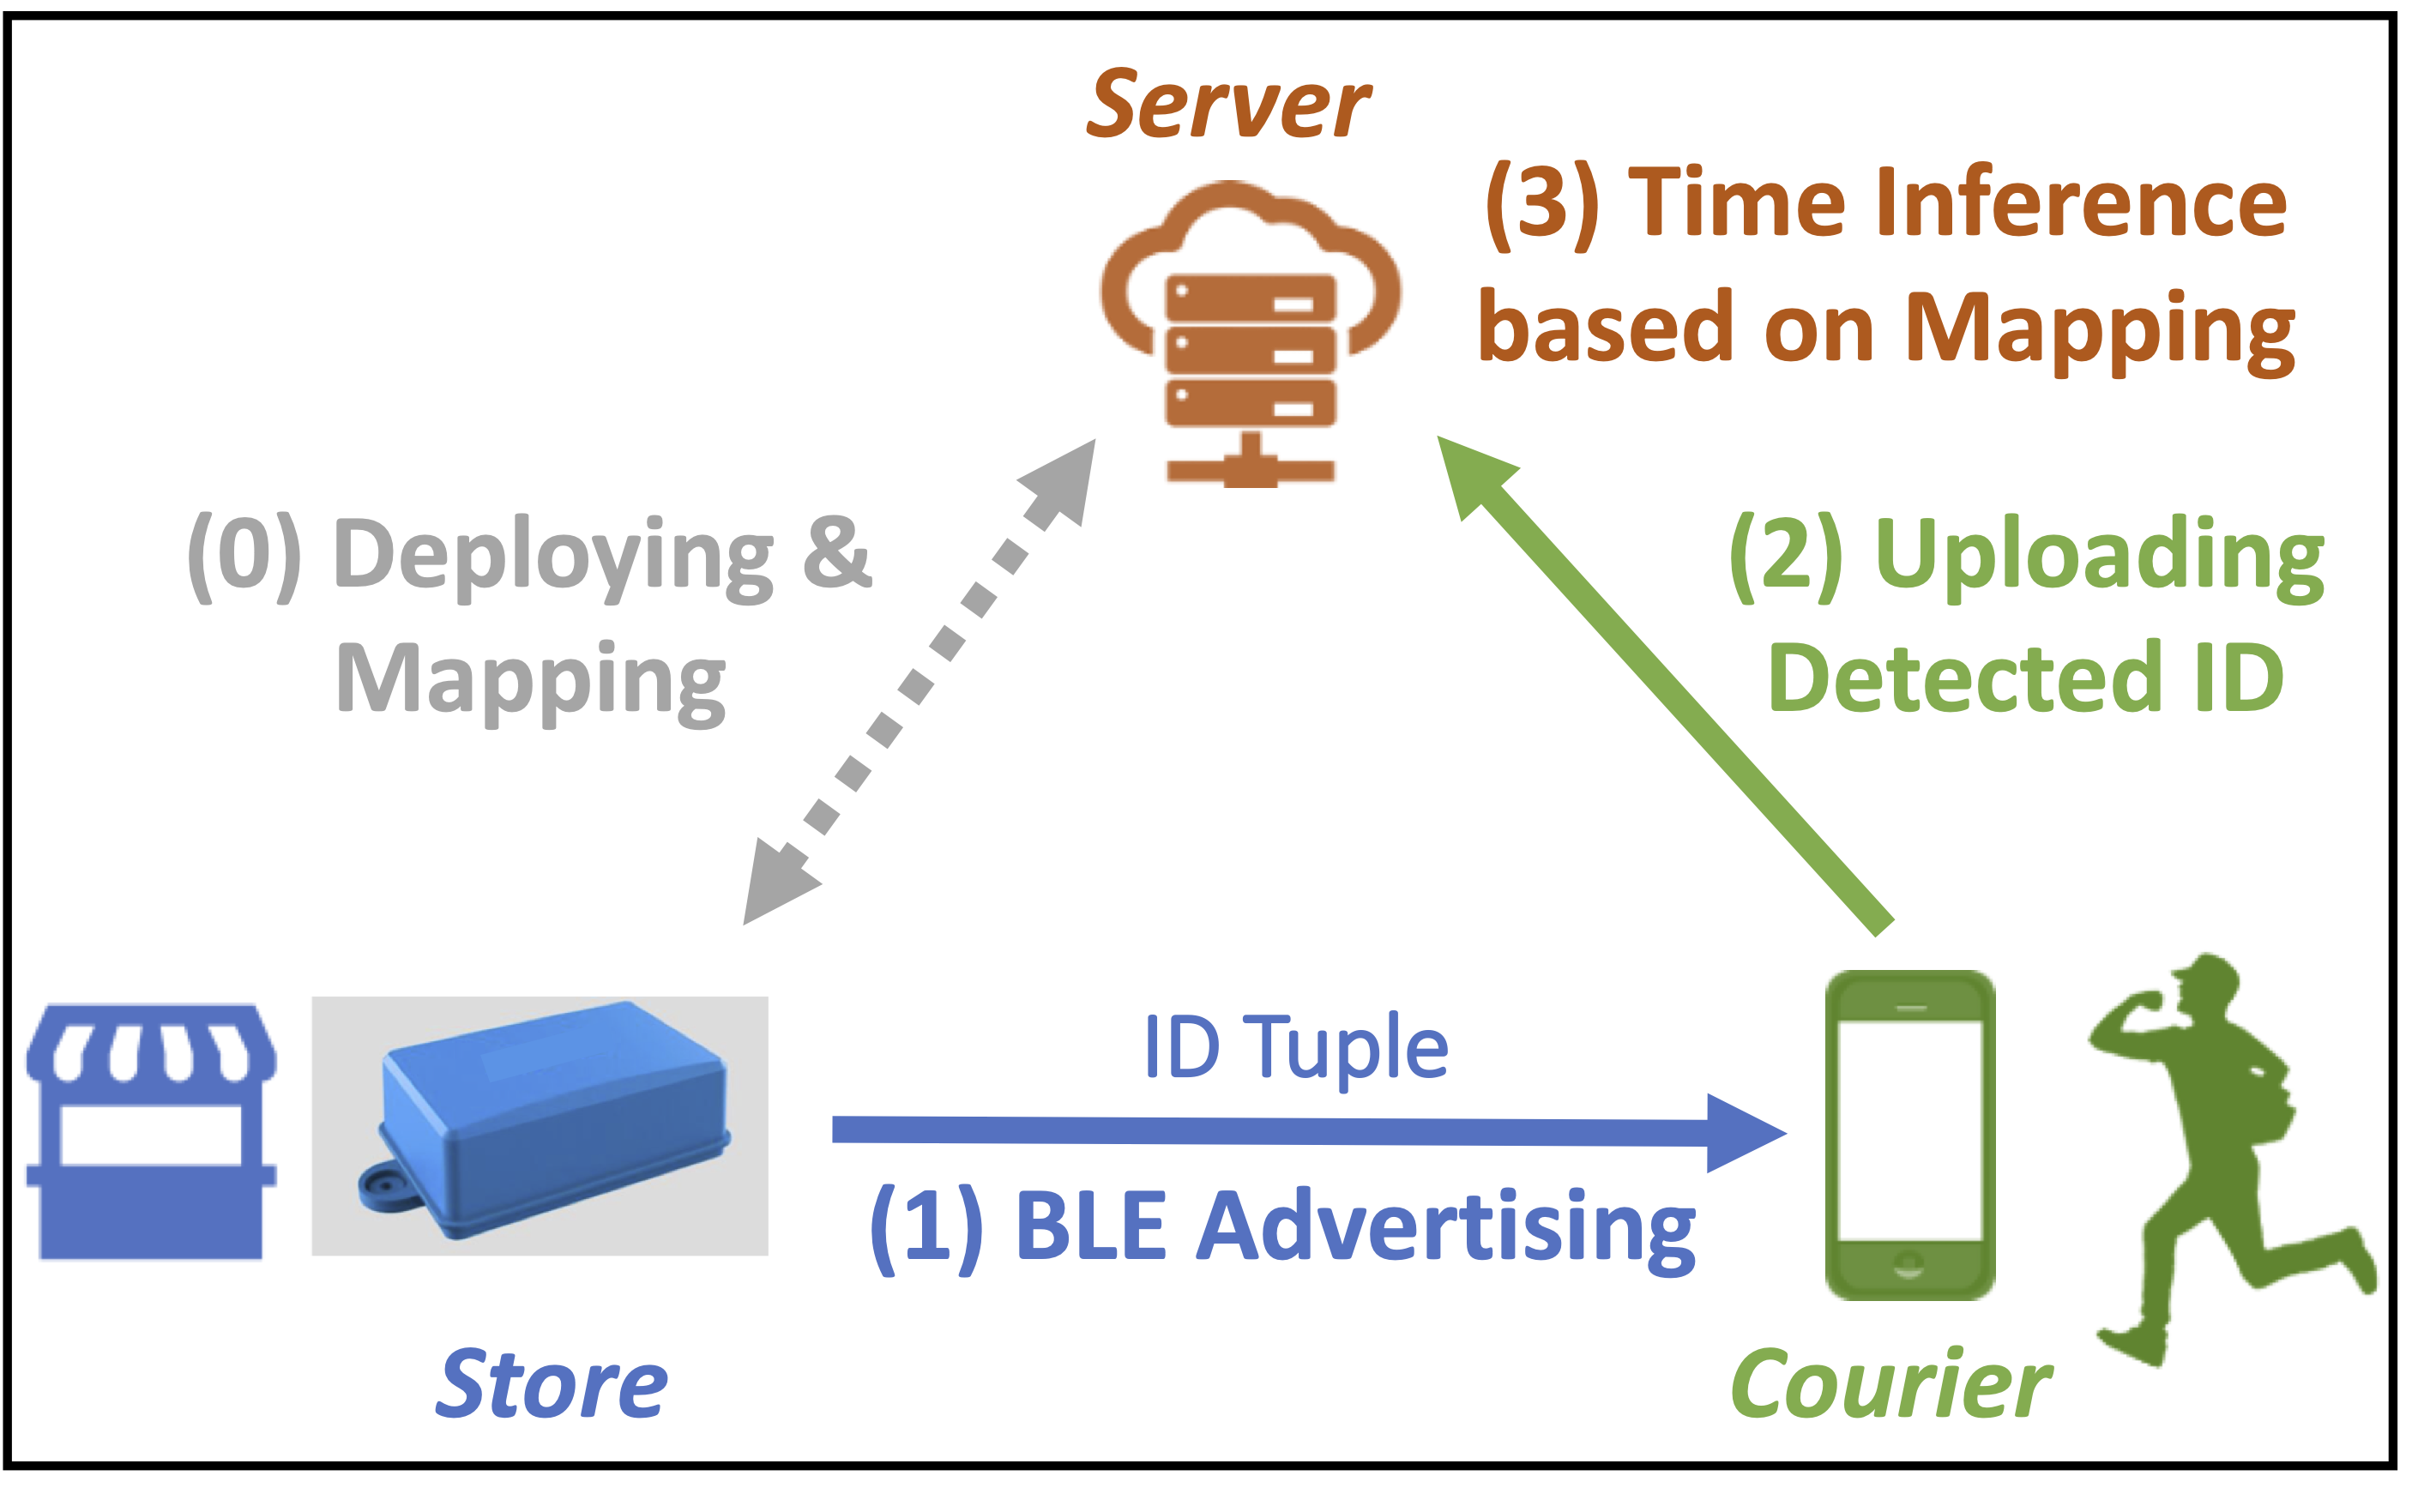 Server
(3) Time Inference
based on Mapping
(0) Deploying &
Mapping
(2) Uploading
Detected ID
ID Tuple
(1) BLE Advertising
Store
Courier